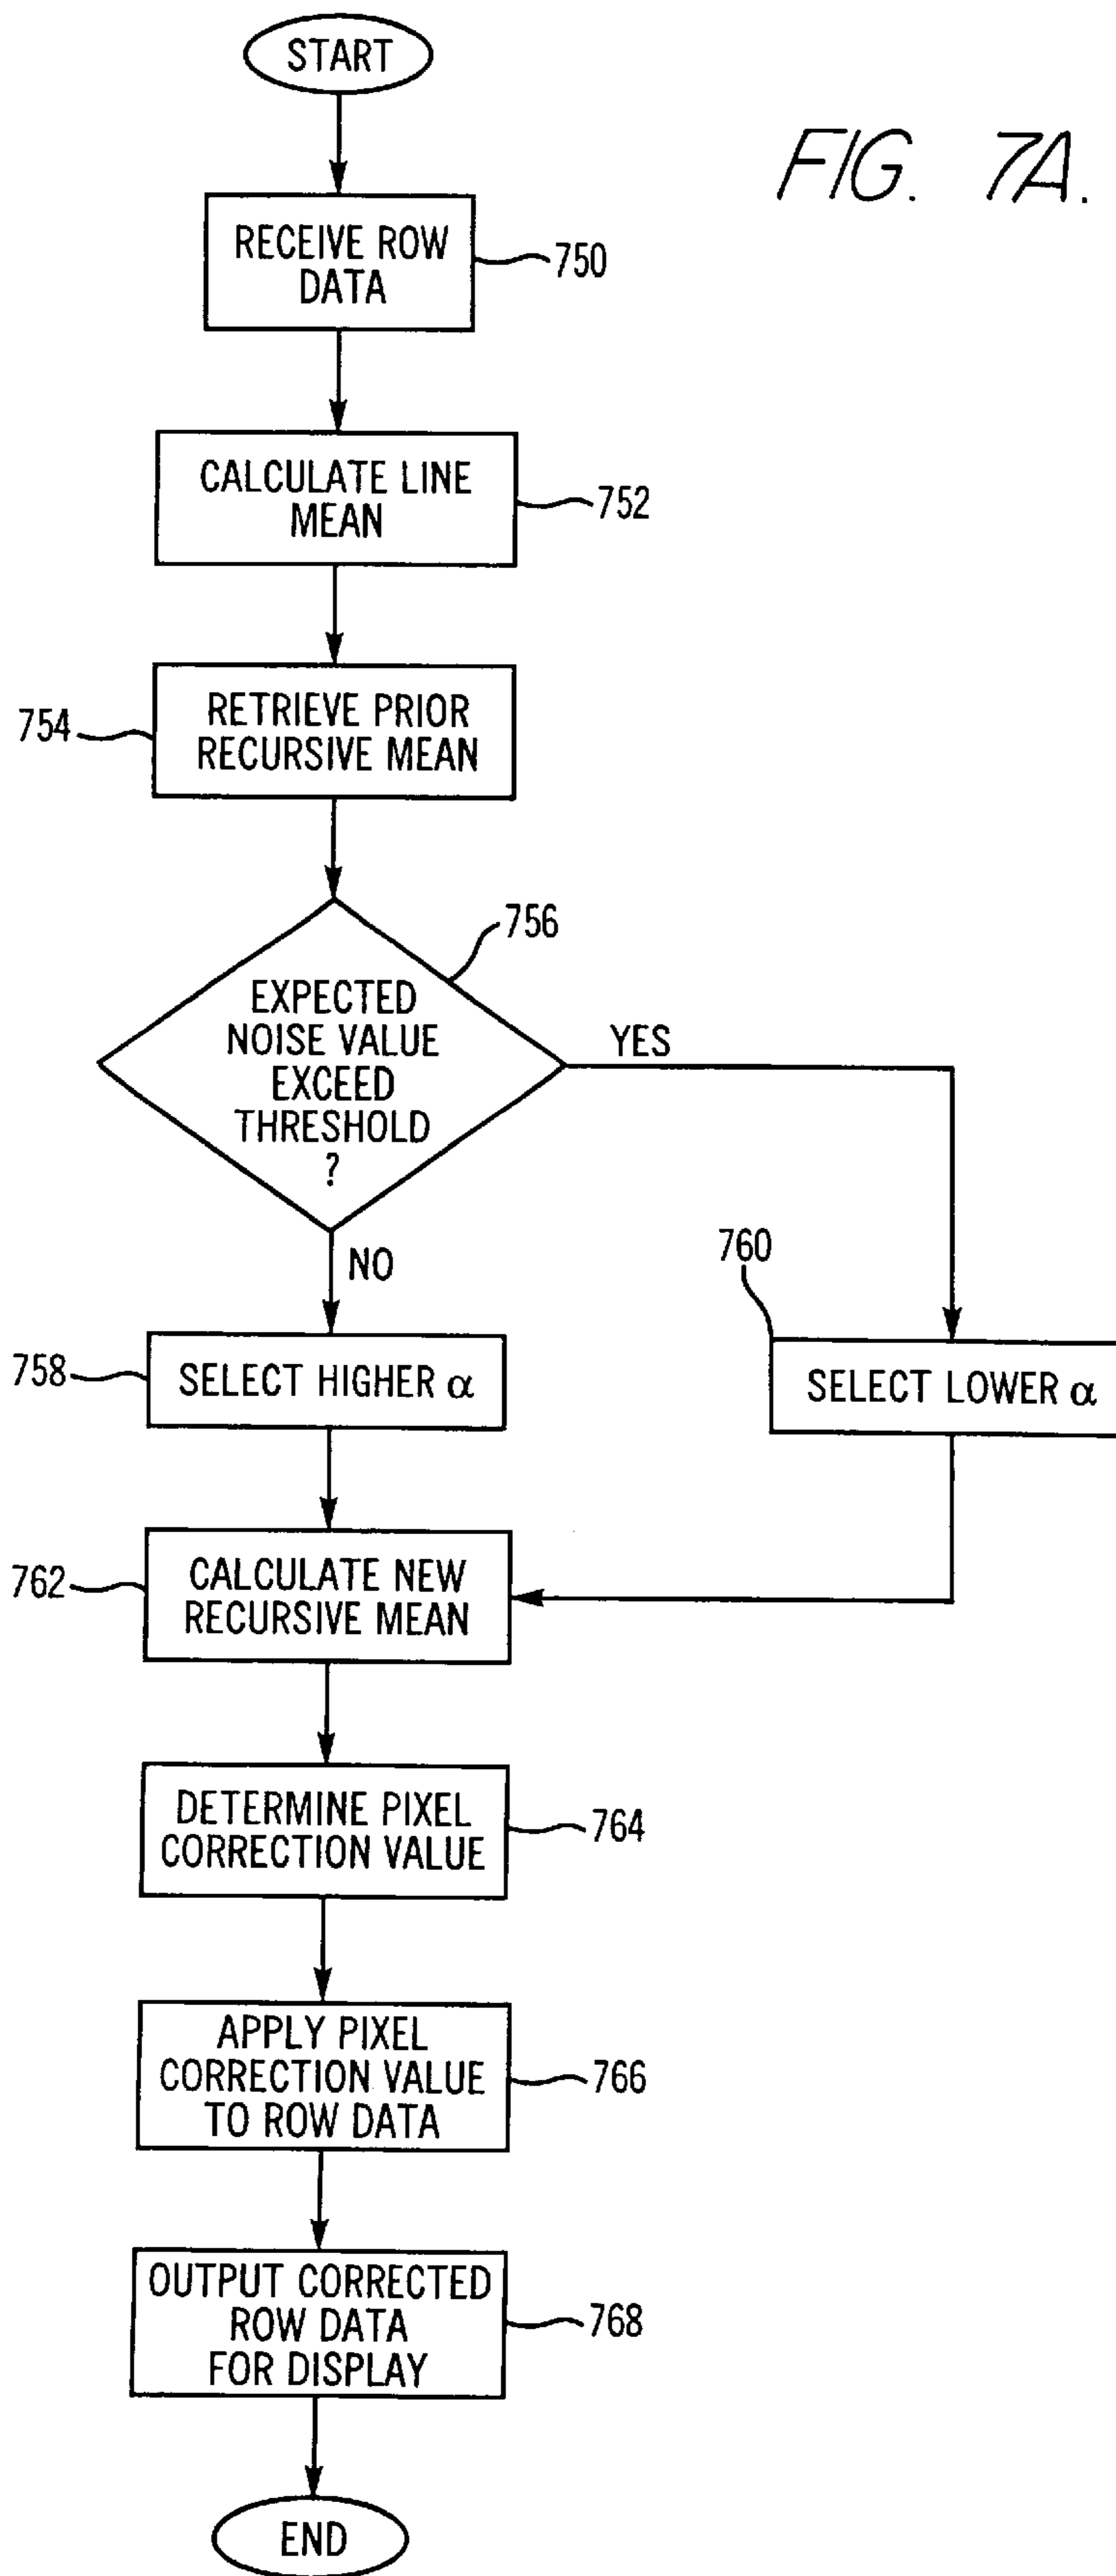 START
FIG. 7A.
RECEIVE ROW
DATA
750
CALCULATE LINE
MEAN
752
754
RETRIEVE PRIOR
RECURSIVE MEAN
756
EXPECTED
NOISE VALUE
EXCEED
THRESHOLD
?
YES
NO
760
758
SELECT HIGHER α
SELECT LOWER α
762
CALCULATE NEW
RECURSIVE MEAN
DETERMINE PIXEL
CORRECTION VALUE
764
APPLY PIXEL
CORRECTION VALUE
TO ROW DATA
766
OUTPUT CORRECTED
ROW DATA
FOR DISPLAY
768
END